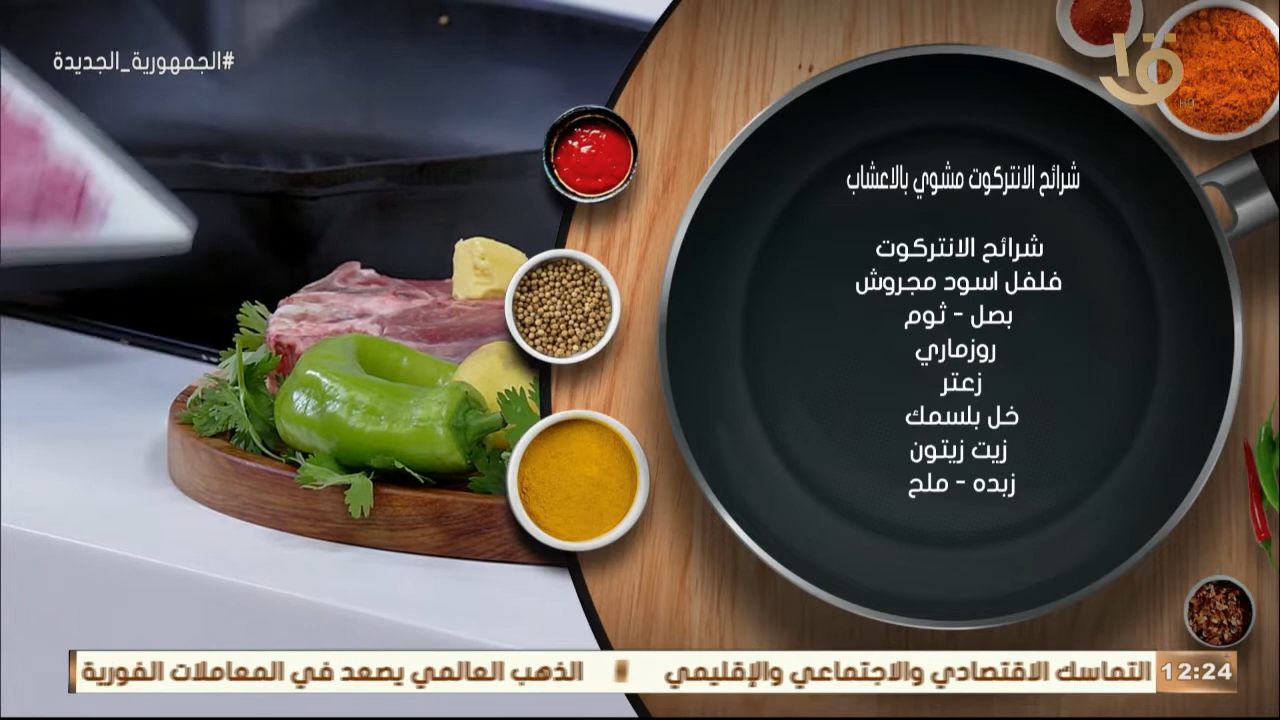 #الجمهورية_الجديدة
شرائح الانتركوت مشوي بالاعشاب
شرائح الانتركوت
فلفل اسود مجروش
بصل - ثوم
روزماري
زعتر
خل بلسمك
زيت زيتون
زبده - ملح
12:24 التماسك الاقتصادي والاجتماعي والإقليمي الذهب العالمي يصعد في المعاملات الفورية
HD